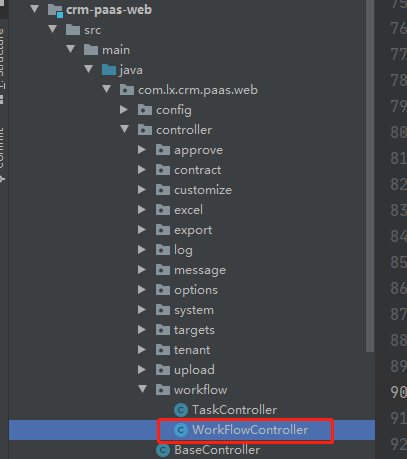 crm-paas-web
75
src
76
main
77
java
78
com.lx.crm.paas.web
79
config
80
controller
approve
81
contract
82
customize
83
excel
84
export
85
log
message
86
options
87
system
88
targets
89
tenant
upload
workflow
90
TaskController
91
WorkFlowController
92
BaseController